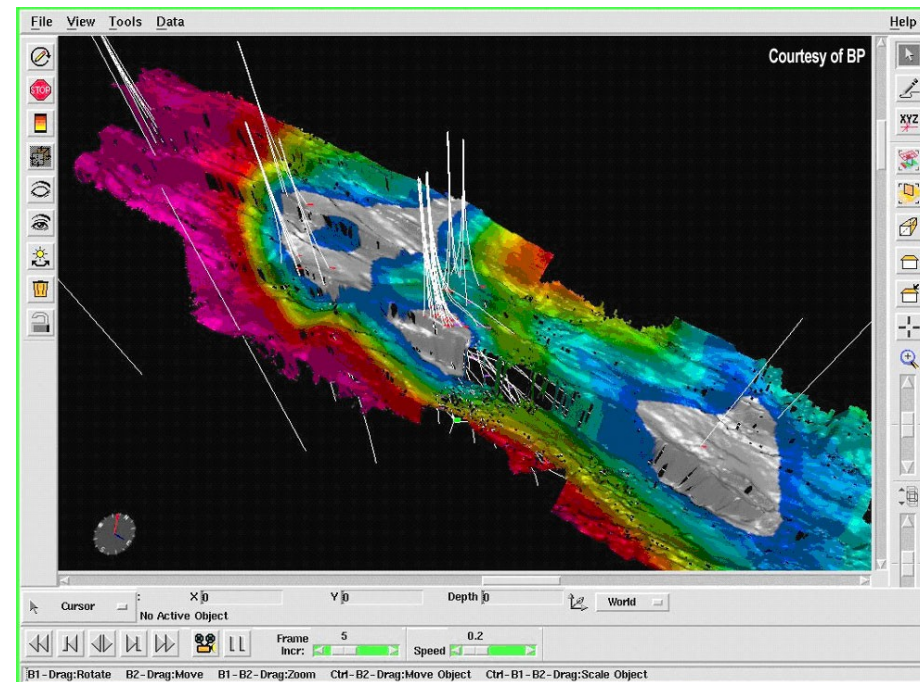 File View Tools Data Help
Courtesy of BP
STOP
XYZ
X 0 Y 0 Depth 0 World
Cursor
No Active Object
Frame 5 0.2
Incr: Speed
B1-Drag:Rotate B2-Drag:Move B1-B2-Drag:Zoom Ctrl-B2-Drag:Move Object Ctrl-B1-B2-Drag:Scale Object